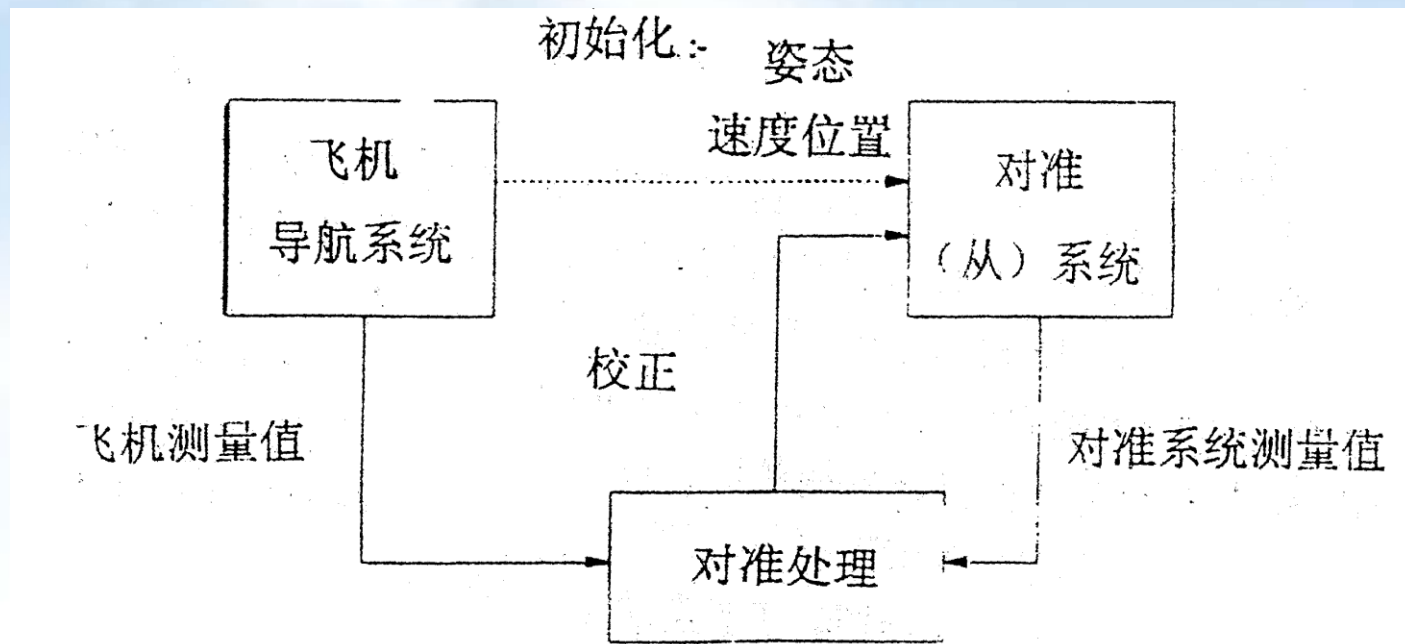 初始化:- 姿态
速度位置
飞机
导航系统
对准
（从）系统
校正
飞机测量值
对准系统测量值
对准处理